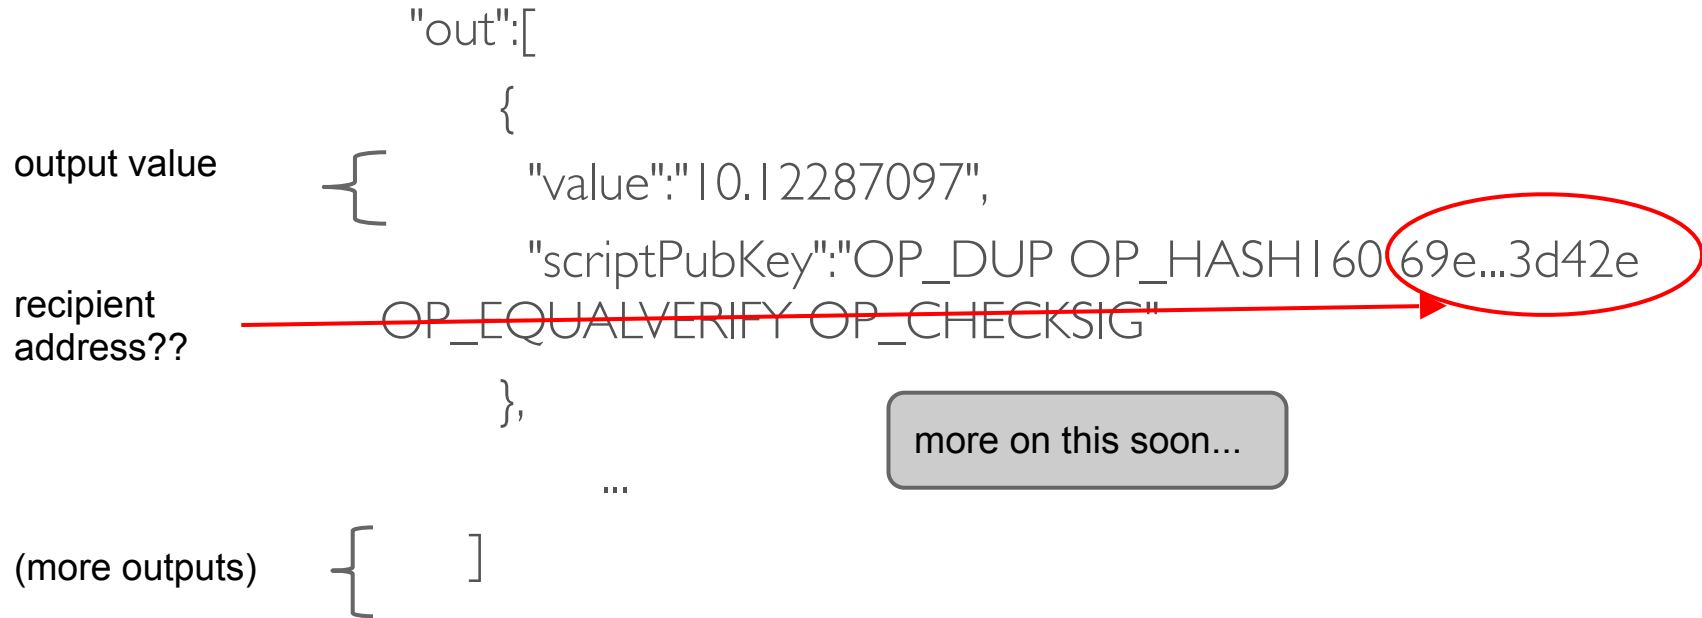 "out":[
{
output value
"value":"10.12287097",
"scriptPubKey":"OP_DUP OP_HASH160 69e...3d42e
recipient
address??
OP_EQUALVERIFY OP_CHECKSIG"
},
more on this soon...
...
(more outputs)
]